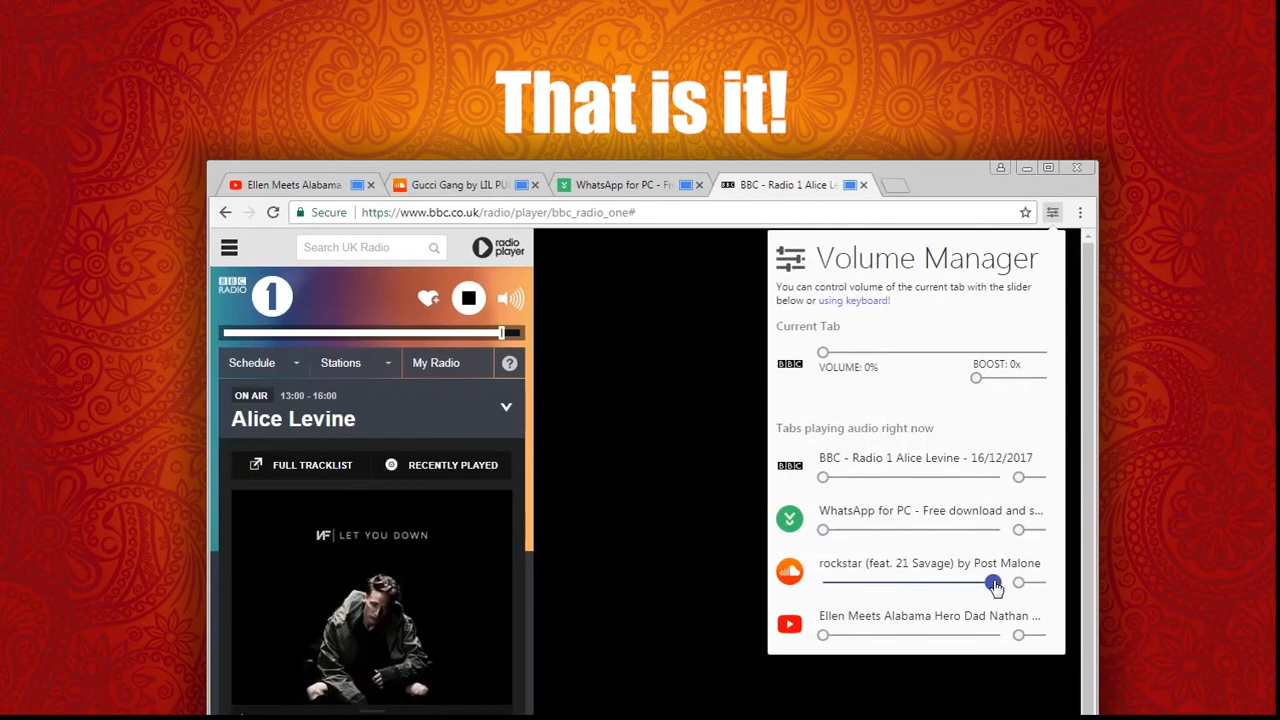 That is it!
Ellen Meets Alabama
Gucci Gang by LIL PU
WhatsApp for PC - Fr
BBC - Radio 1 Alice Le
Secure
https://www.bbc.co.uk/radio/player/bbc_radio_one#
Search UK Radio
radio
player
BBC
RADIO
1
Schedule
Stations
My Radio
?
ON AIR 13:00 - 16:00
Alice Levine
FULL TRACKLIST
RECENTLY PLAYED
NF | LET YOU DOWN
Volume Manager
You can control volume of the current tab with the slider
below or using keyboard!
Current Tab
BBC
VOLUME: 0%
BOOST: 0x
Tabs playing audio right now
BBC
BBC - Radio 1 Alice Levine - 16/12/2017
WhatsApp for PC - Free download and s...
rockstar (feat. 21 Savage) by Post Malone
Ellen Meets Alabama Hero Dad Nathan ...